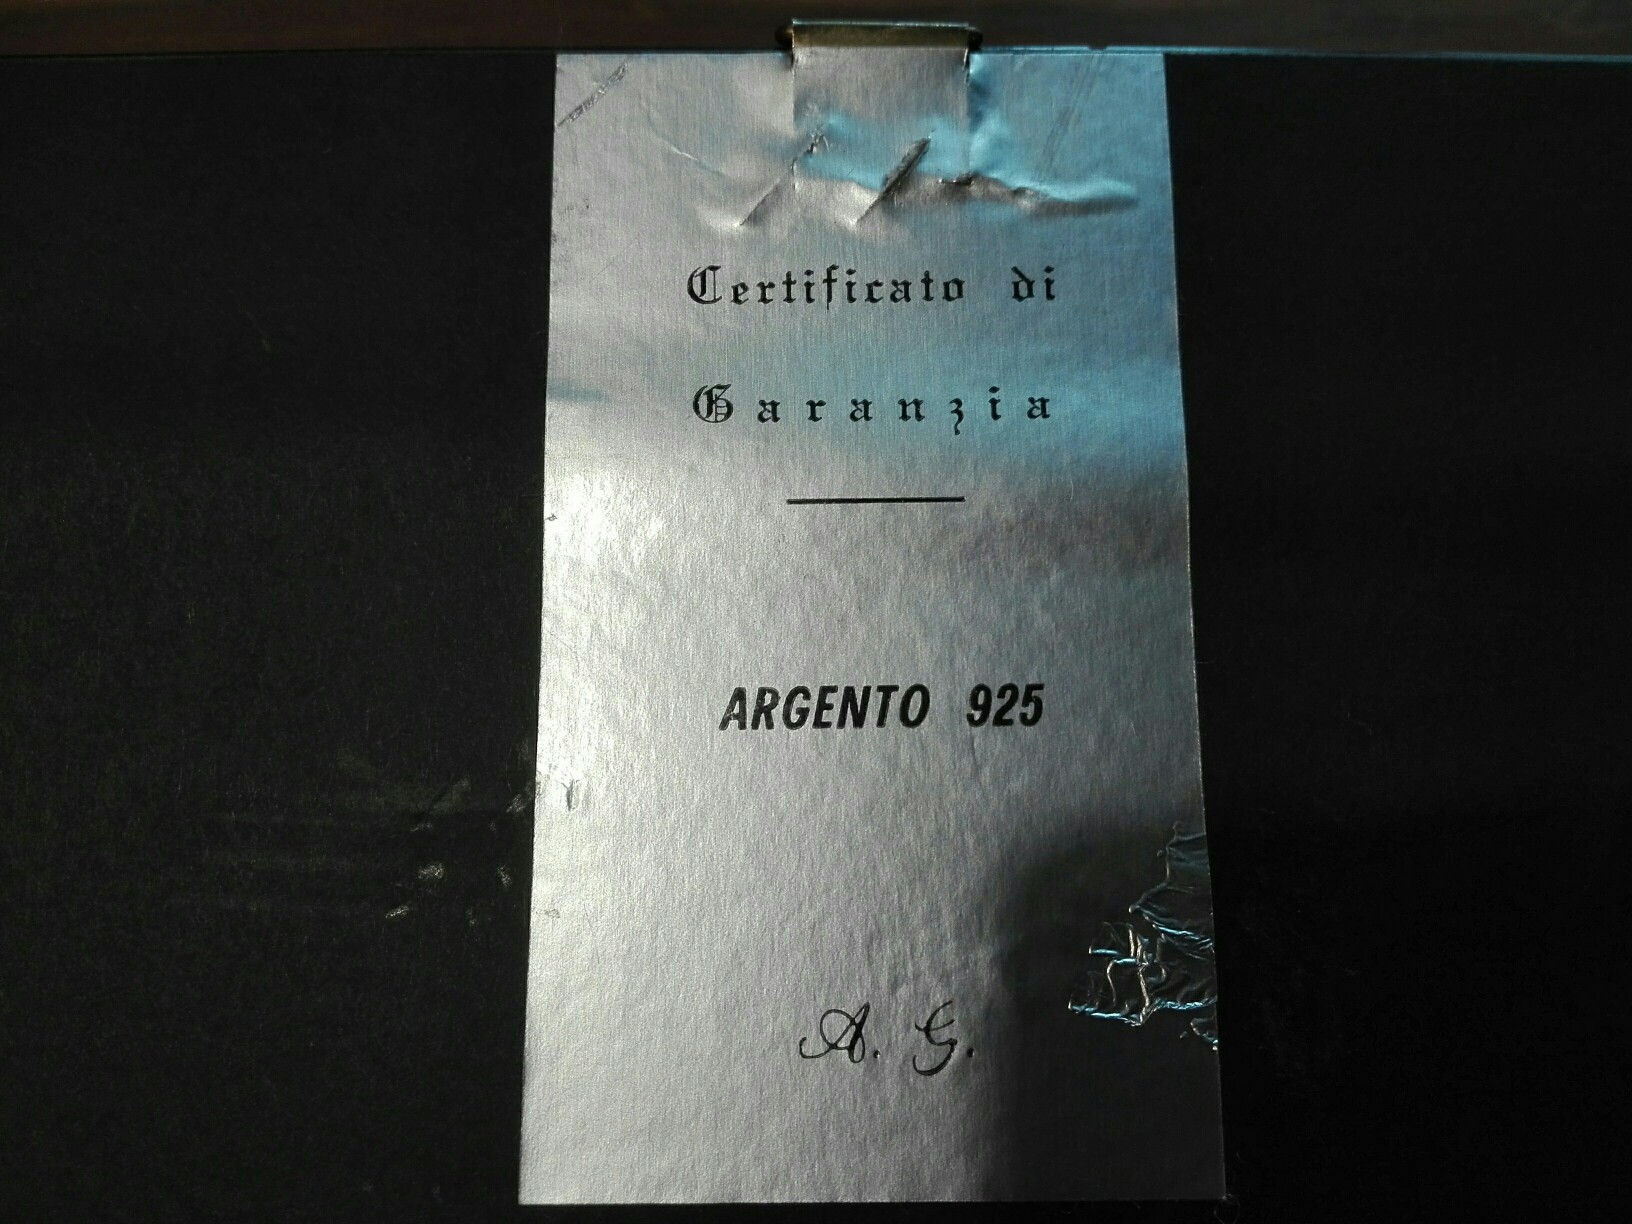 Certificato di
Garanzia
ARGENTO 925
A. G.